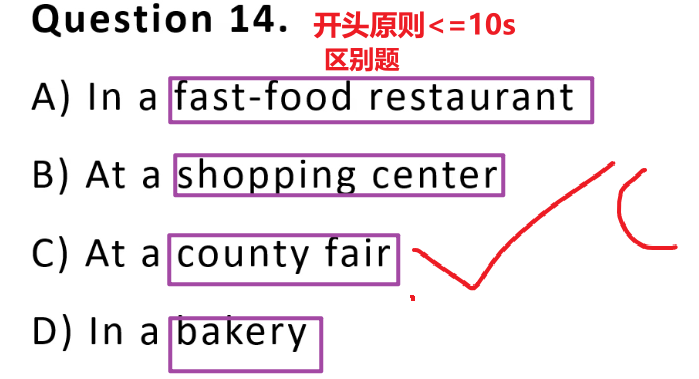 Question 14. 开头原则<=10s
区别题
A) In a fast-food restaurant
B) At a shopping center
C) At a county fair
D) In a bakery